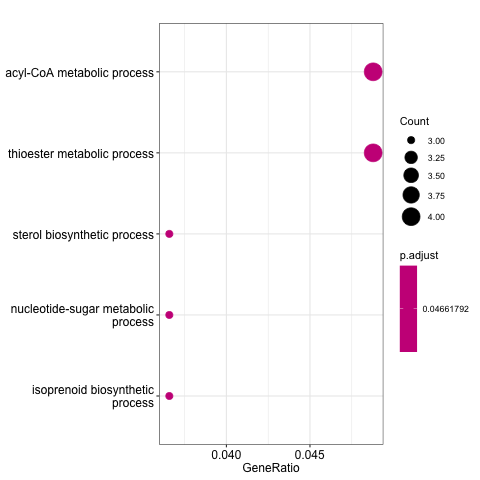 acyl-CoA metabolic process
thioester metabolic process
sterol biosynthetic process
nucleotide-sugar metabolic
process
isoprenoid biosynthetic
process
0.040
0.045
GeneRatio
Count
3.00
3.25
3.50
3.75
4.00
p.adjust
0.04661792